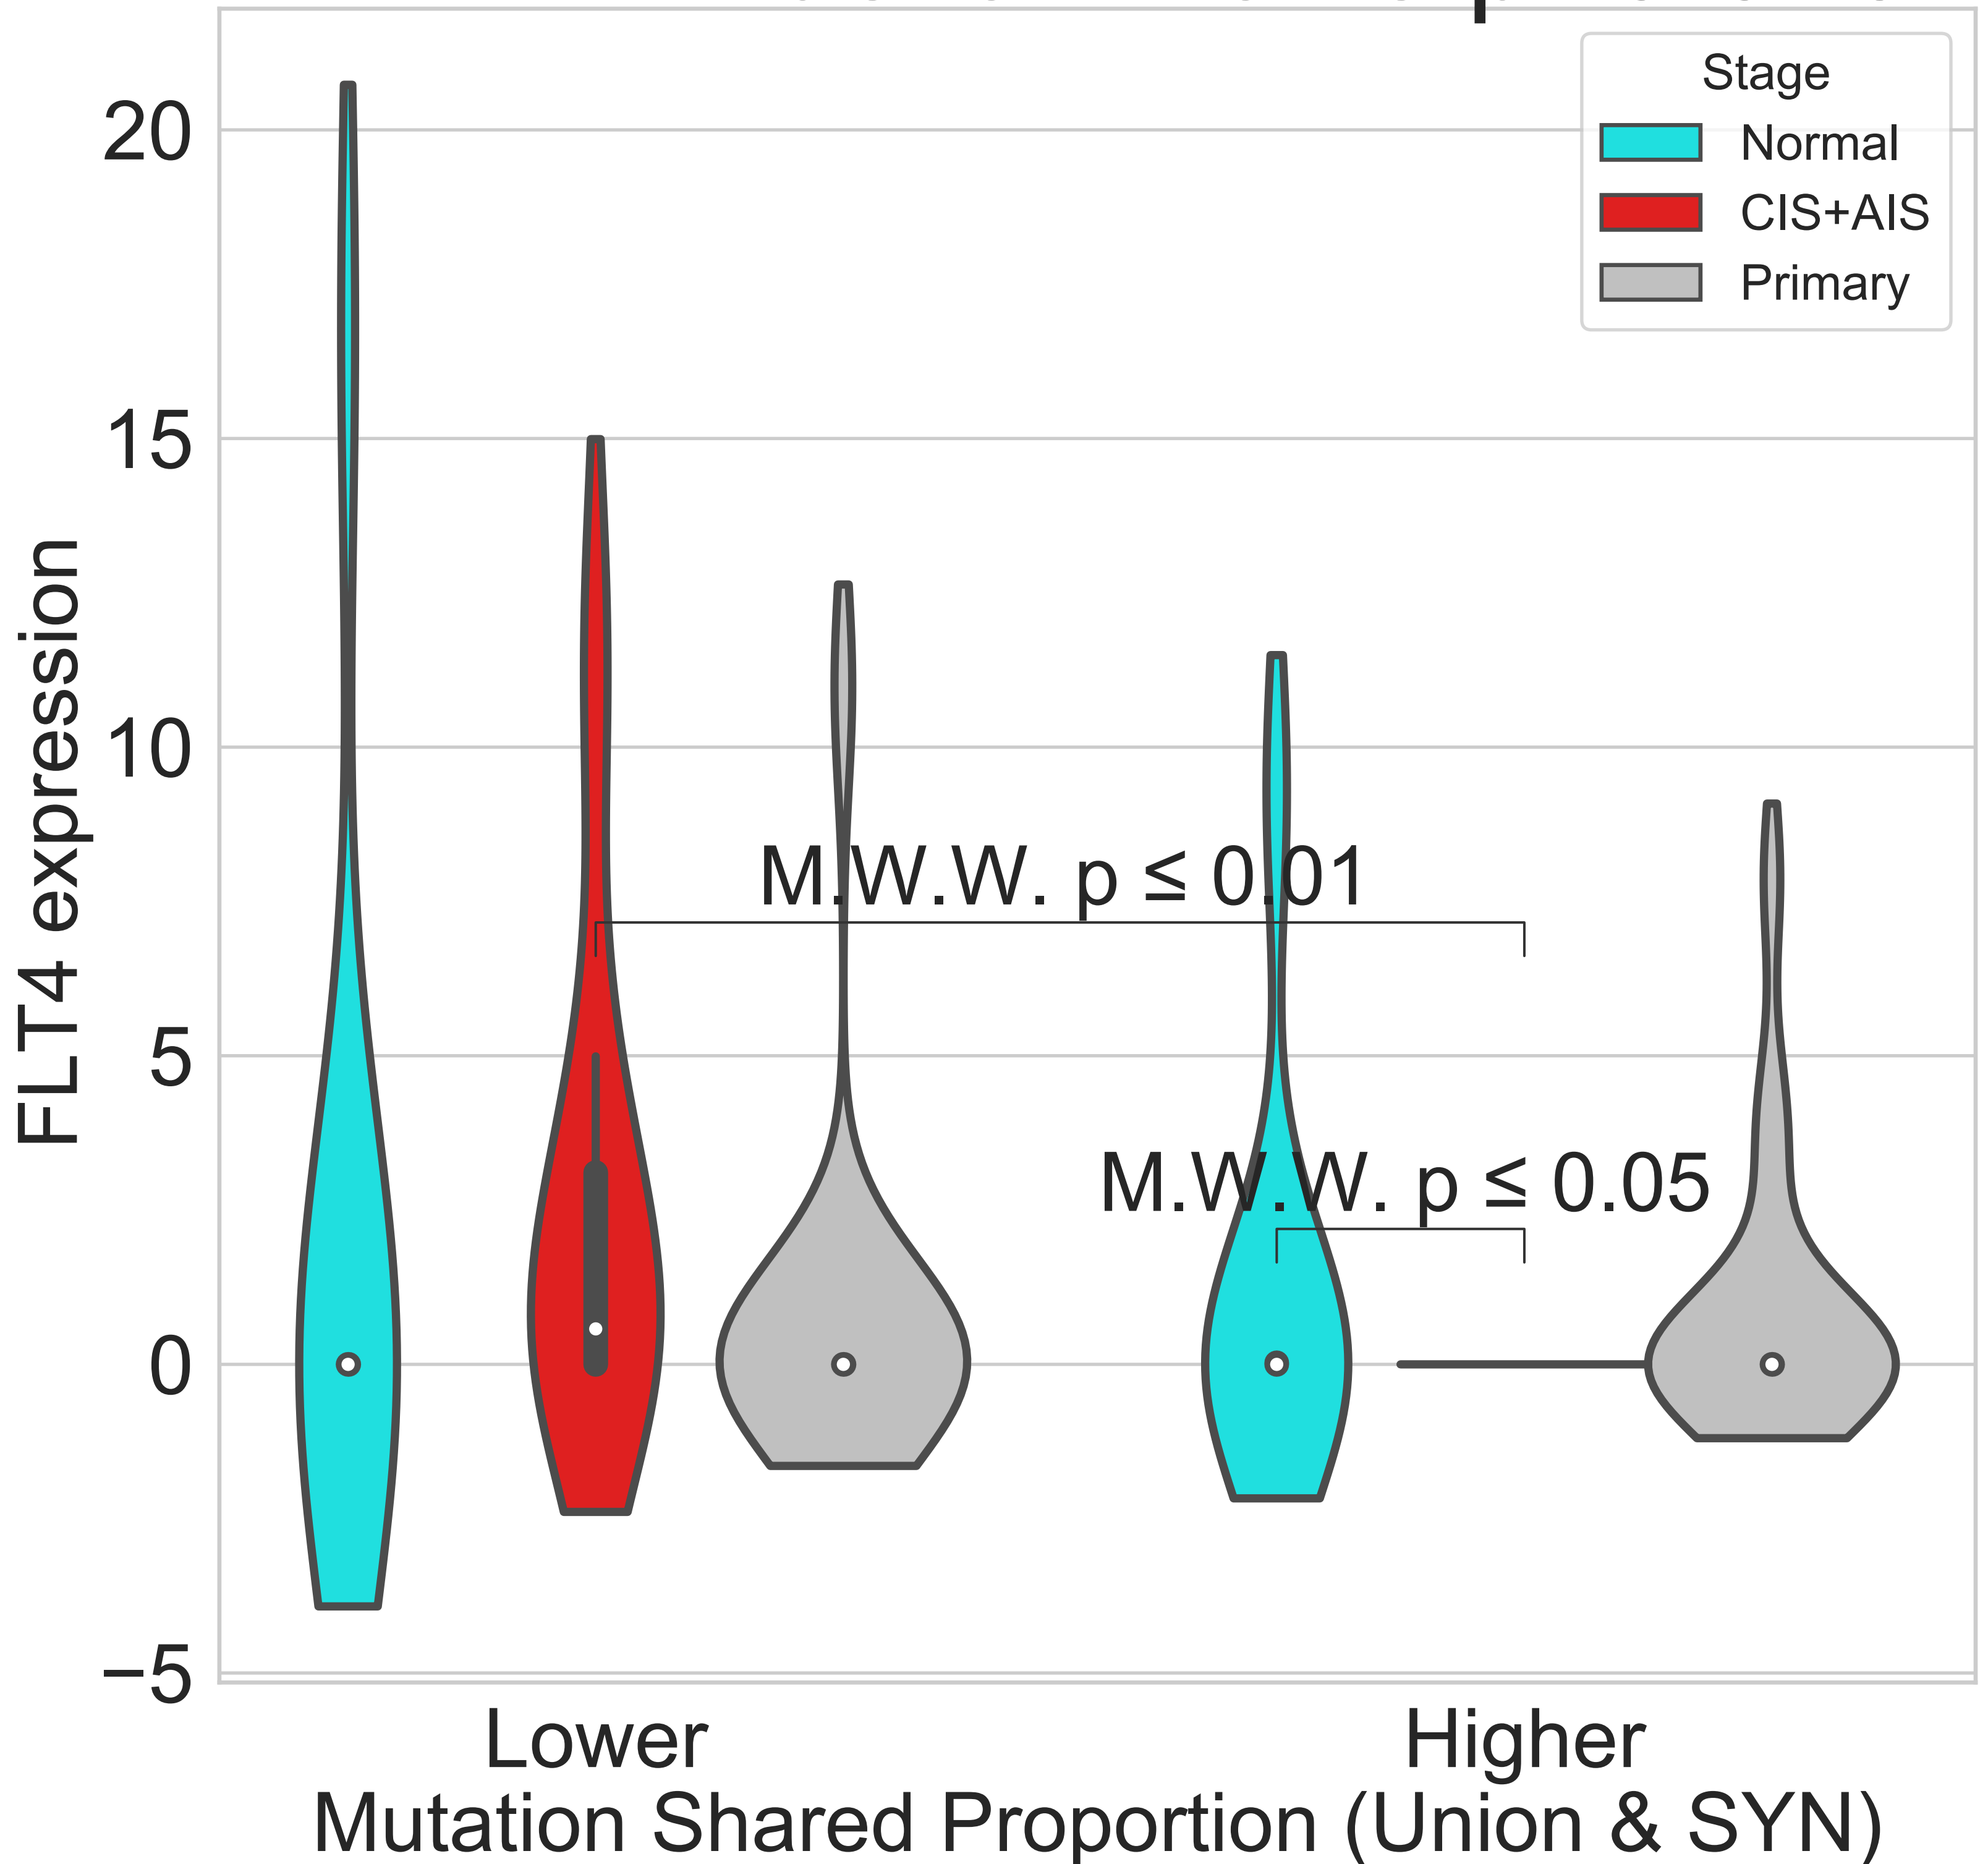 Stage
Normal
CIS+AIS
Primary
20
15
10
5
0
−5
FLT4 expression
M.W.W. p ≤ 0.01
M.W.W. p ≤ 0.05
Lower
Higher
Mutation Shared Proportion (Union & SYN)